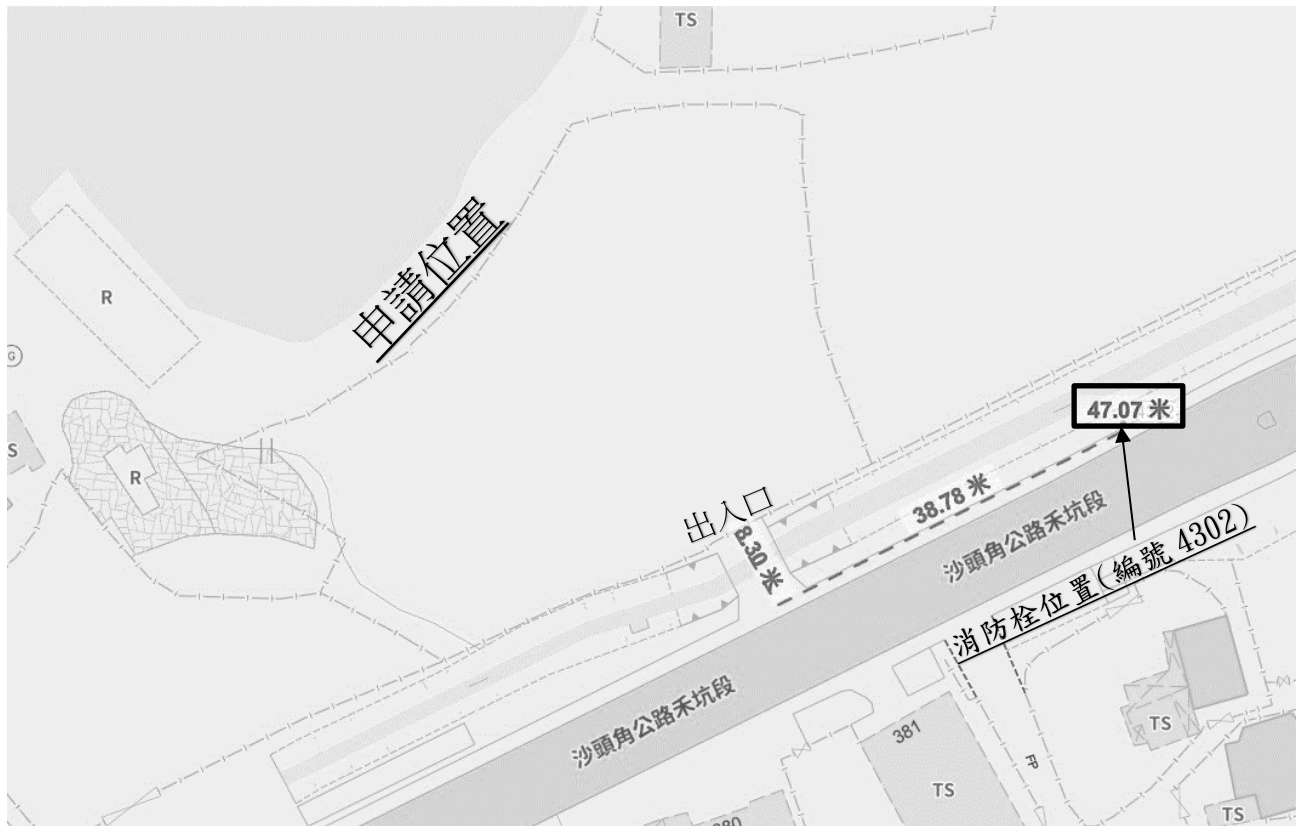 TS
申請位置
R
G
S
R
47.07 米
38.78 米
出入口
8.30 米
沙頭角公路禾坑段
消防栓位置(編號 4302)
沙頭角公路禾坑段
TS
381
FP
TS
TS
380